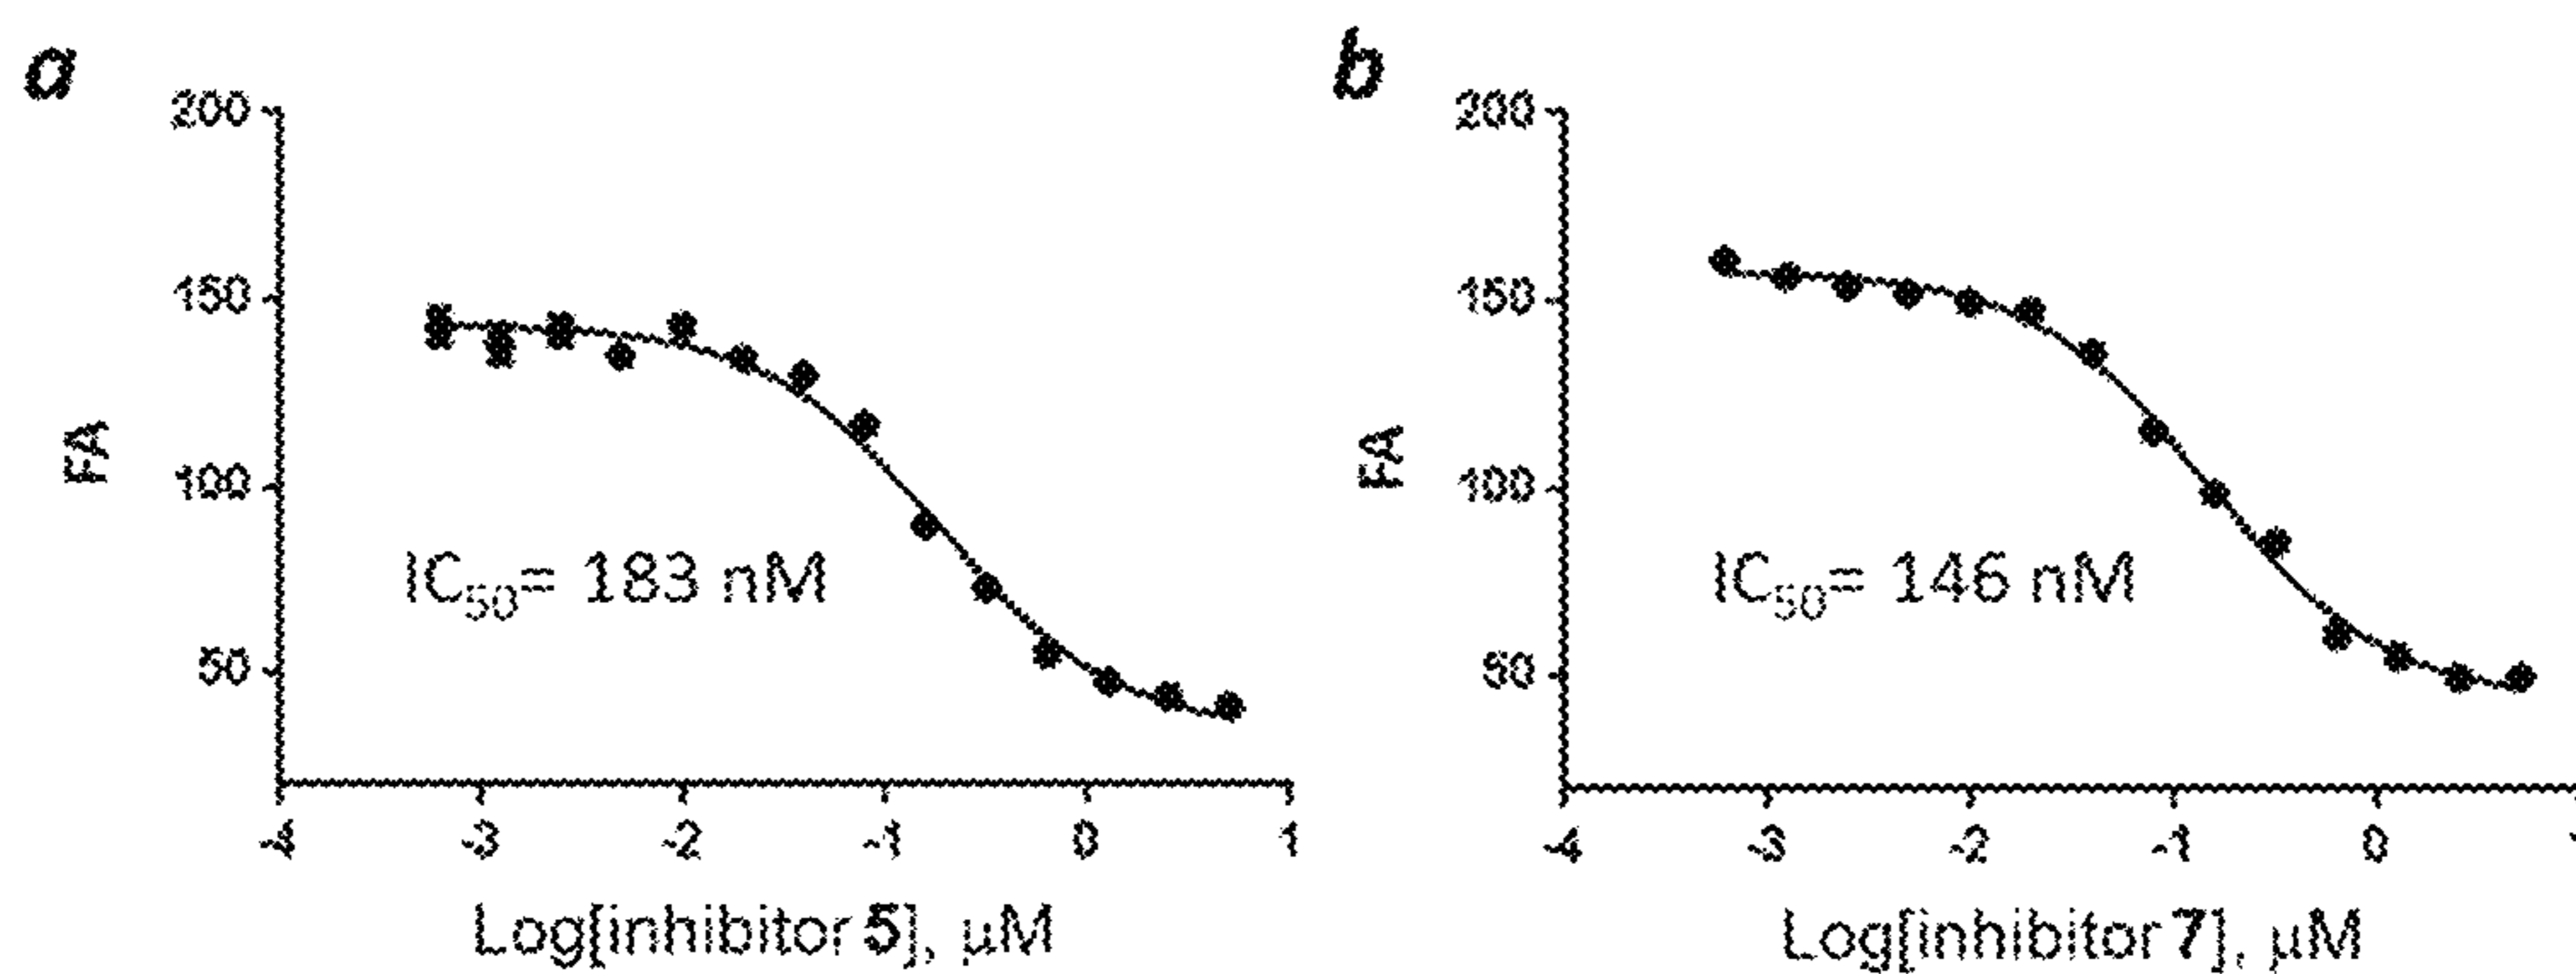 a
200
150
100
50
FA
IC50= 183 nM
-4 -3 -2 -1 0 1
Log[inhibitor 5], μM
b
200
150
100
50
FA
IC50= 146 nM
-4 -3 -2 -1 0
Log[inhibitor 7], μM